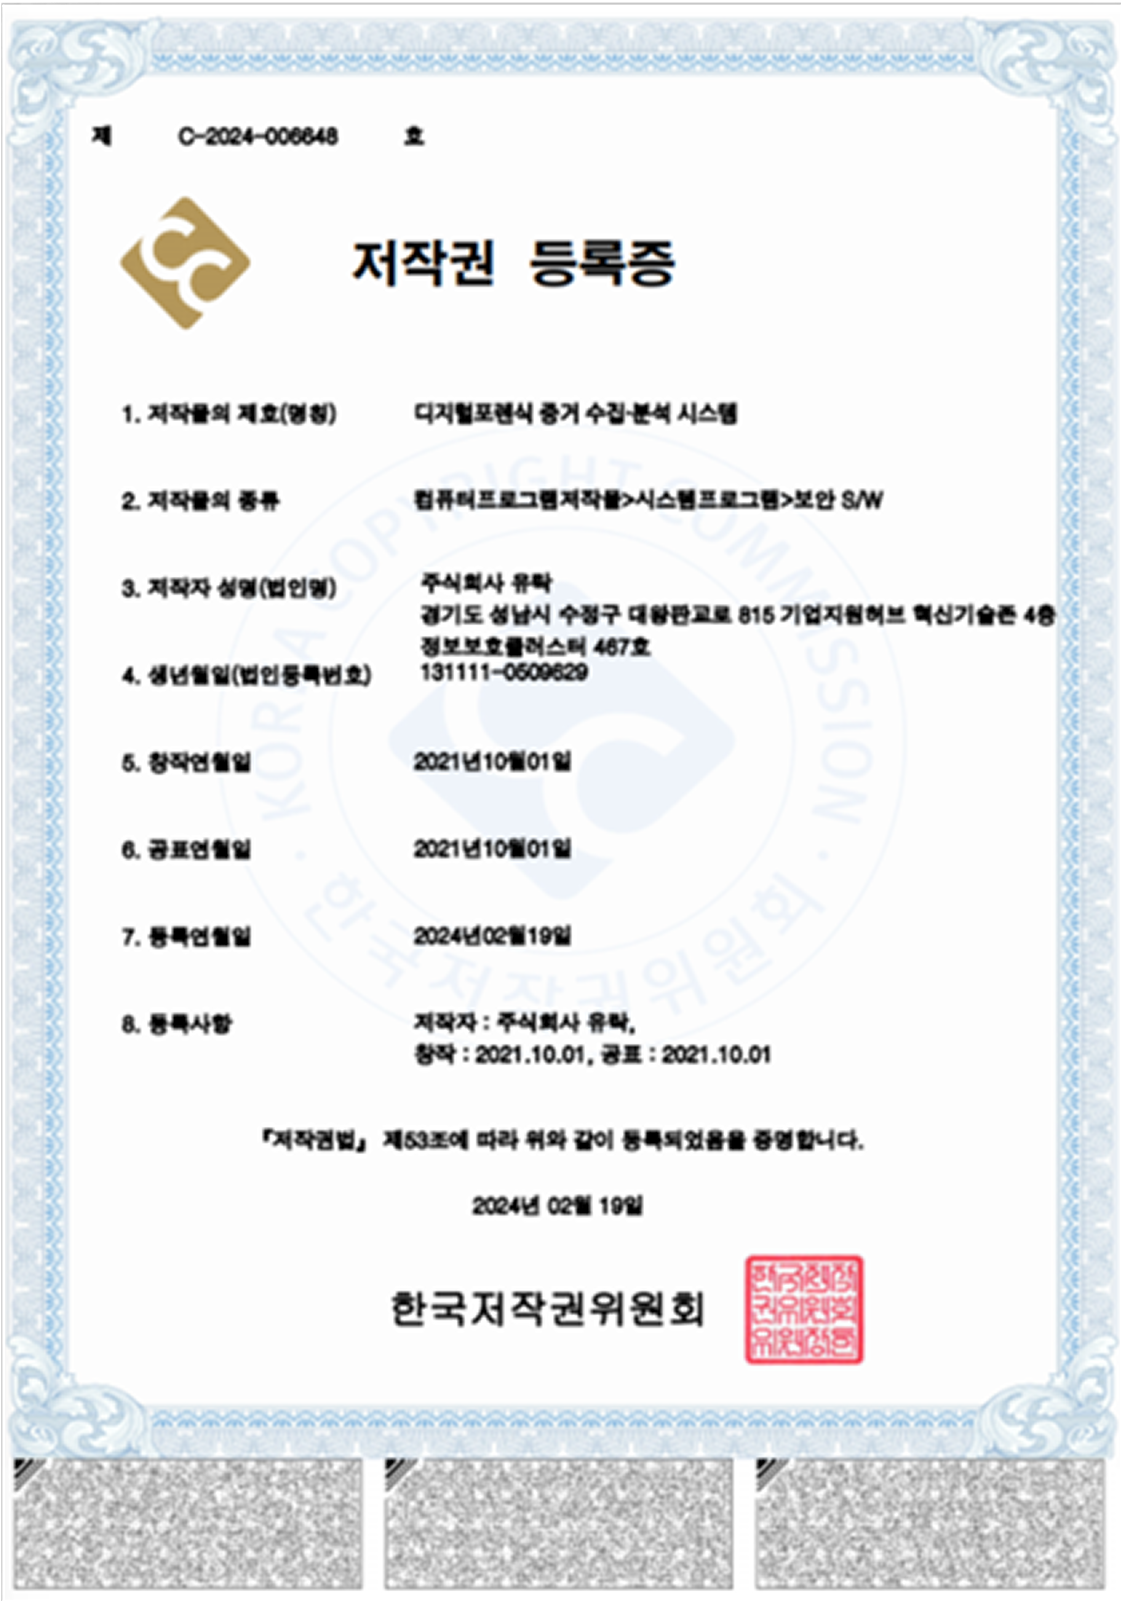 제 C-2024-006648 호
저작권 등록증
1. 저작물의 제호(명칭) 디지털포렌식 증거 수집·분석 시스템
2. 저작물의 종류 컴퓨터프로그램저작물>시스템프로그램>보안 S/W
3. 저작자 성명(법인명) 주식회사 유락
경기도 성남시 수정구 대왕판교로 815 기업지원허브 혁신기술존 4층
정보보호클러스터 467호
4. 생년월일(법인등록번호) 131111-0509629
5. 창작연월일 2021년10월01일
6. 공표연월일 2021년10월01일
7. 등록연월일 2024년02월19일
8. 등록사항 저작자 : 주식회사 유락,
창작 : 2021.10.01, 공표 : 2021.10.01
『저작권법』 제53조에 따라 위와 같이 등록되었음을 증명합니다.
2024년 02월 19일
한국저작권위원회
KOREA COPYRIGHT COMMISSION
한국저작권위원회